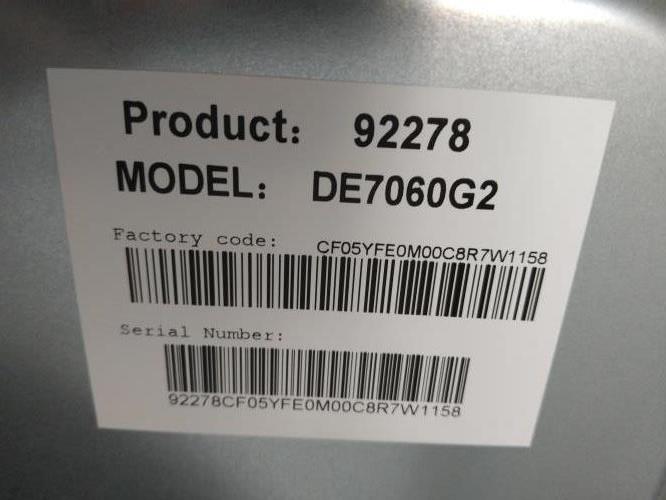 Product: 92278
MODEL: DE7060G2
Factory code: CF05YFE0M00C8R7W1158
Serial Number:
92278CF05YFE0M00C8R7W1158